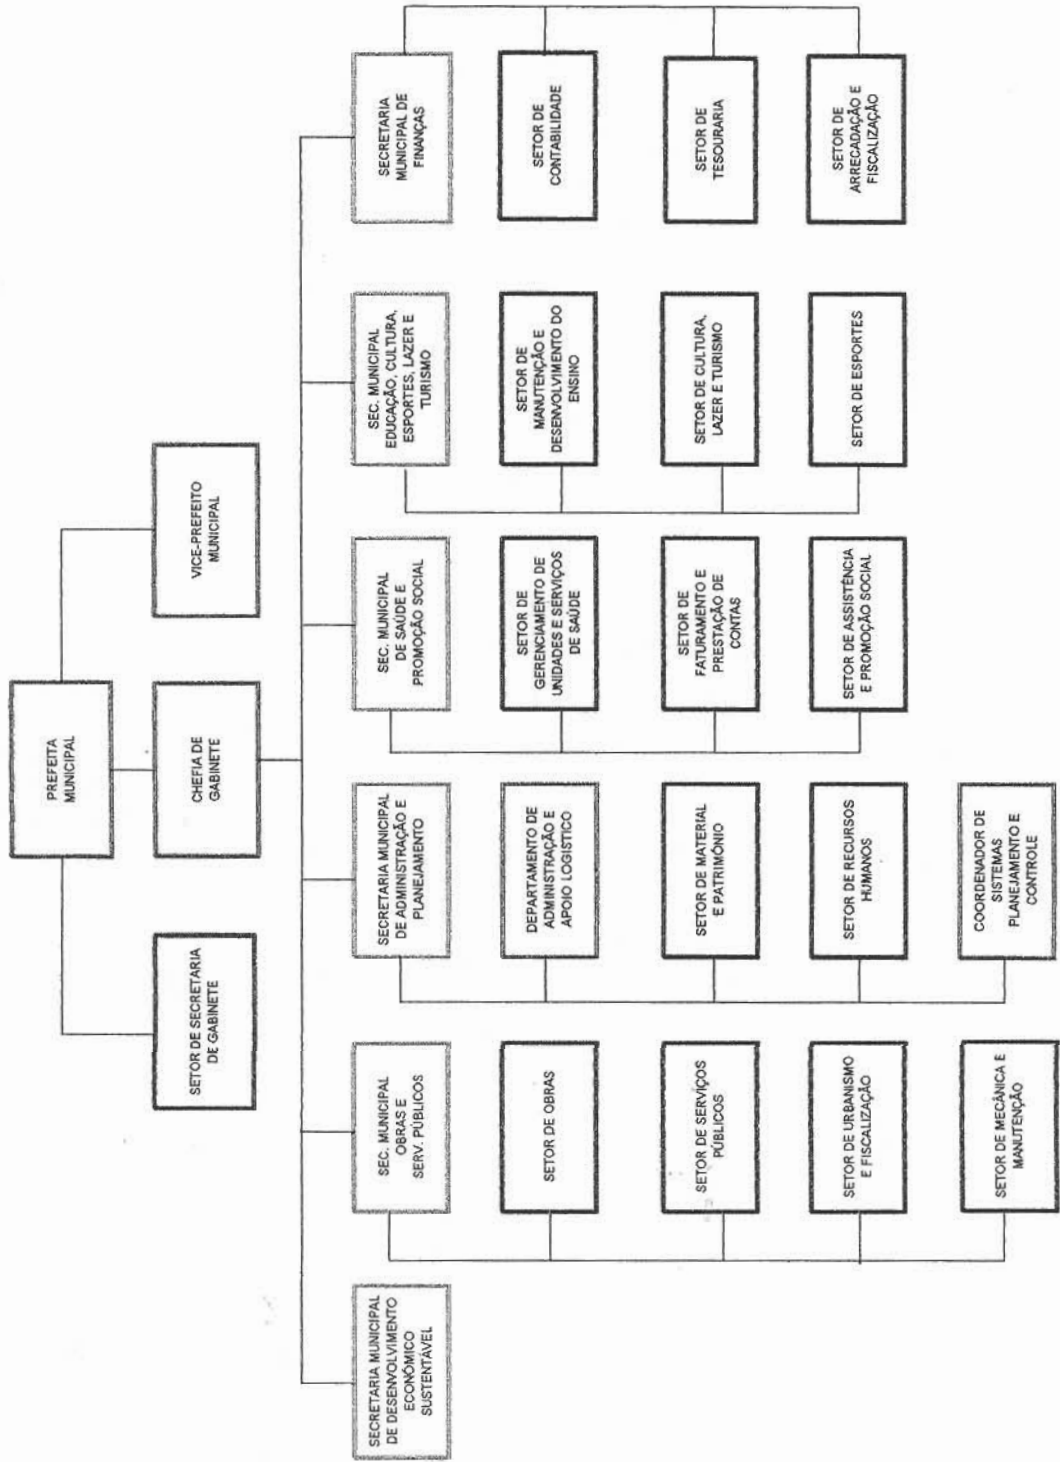 PREFEITA
MUNICIPAL
SETOR DE SECRETARIA
DE GABINETE
CHEFIA DE
GABINETE
VICE-PREFEITO
MUNICIPAL
SECRETARIA MUNICIPAL
DE DESENVOLVIMENTO
ECONÔMICO
SUSTENTÁVEL
SEC. MUNICIPAL
OBRAS E
SERV. PÚBLICOS
SETOR DE OBRAS
SETOR DE SERVIÇOS
PÚBLICOS
SETOR DE URBANISMO
E FISCALIZAÇÃO
SETOR DE MECÂNICA E
MANUTENÇÃO
SECRETARIA MUNICIPAL
DE ADMINISTRAÇÃO E
PLANEJAMENTO
DEPARTAMENTO DE
ADMINISTRAÇÃO E
APOIO LOGISTICO
SETOR DE MATERIAL
E PATRIMÔNIO
SETOR DE RECURSOS
HUMANOS
COORDENADOR DE
SISTEMAS
PLANEJAMENTO E
CONTROLE
SEC. MUNICIPAL
DE SAÚDE E
PROMOÇÃO SOCIAL
SETOR DE
GERENCIAMENTO DE
UNIDADES E SERVIÇOS
DE SAÚDE
SETOR DE
FATURAMENTO E
PRESTAÇÃO DE
CONTAS
SETOR DE ASSISTÊNCIA
E PROMOÇÃO SOCIAL
SEC. MUNICIPAL
EDUCAÇÃO, CULTURA,
ESPORTES, LAZER E
TURISMO
SETOR DE
MANUTENÇÃO E
DESENVOLVIMENTO DO
ENSINO
SETOR DE CULTURA,
LAZER E TURISMO
SETOR DE ESPORTES
SECRETARIA
MUNICIPAL DE
FINANÇAS
SETOR DE
CONTABILIDADE
SETOR DE
TESOURARIA
SETOR DE
ARRECADAÇÃO E
FISCALIZAÇÃO